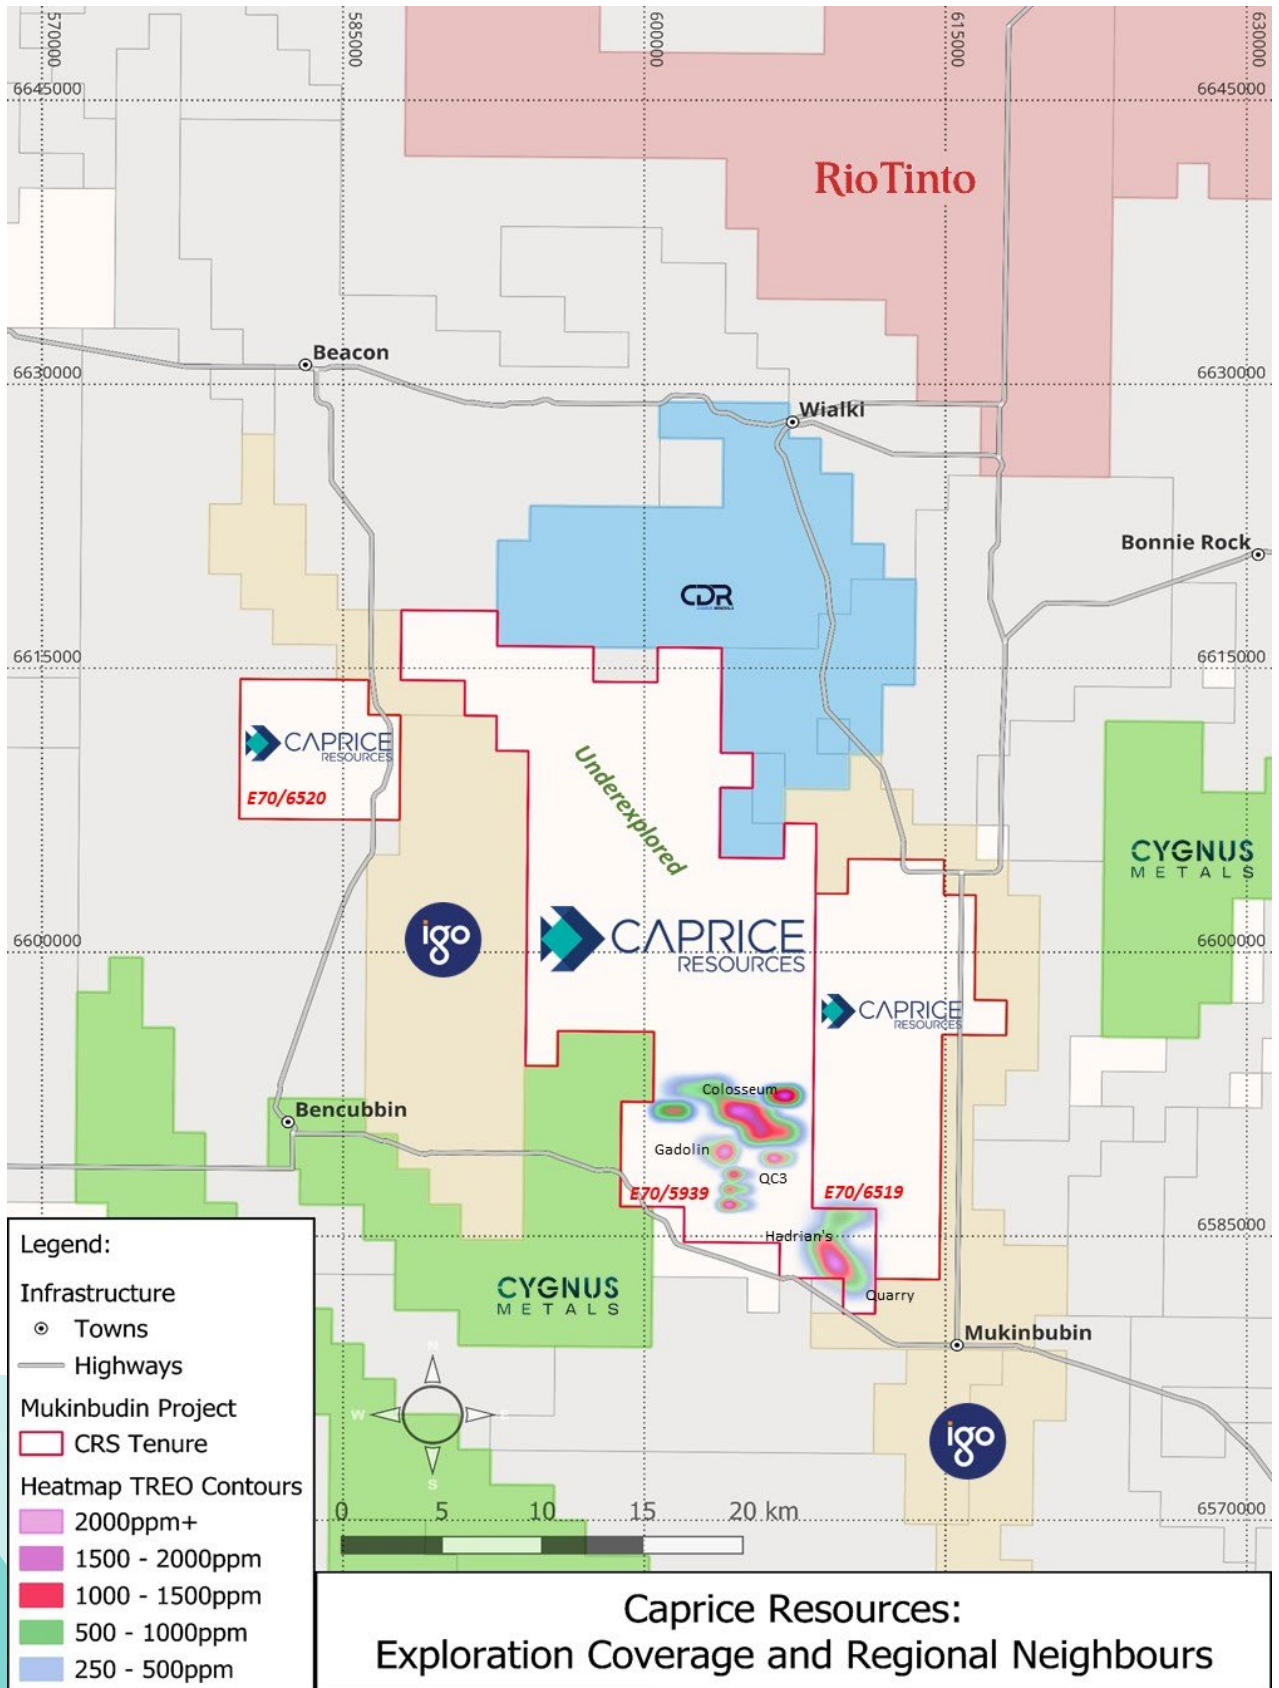 570000
585000
600000
615000
630000
6645000
6645000
RioTinto
Beacon
6630000
6630000
Wialki
Bonnie Rock
CDR
6615000
6615000
CAPRICE
RESOURCES
E70/6520
Underexplored
CYGNUS
METALS
igo
CAPRICE
RESOURCES
6600000
6600000
CAPRICE
RESOURCES
Colosseum
Bencubbin
Gadolin
QC3
E70/5939
E70/6519
Hadrian's
6585000
Quarry
CYGNUS
METALS
Mukinbubin
igo
N
W
E
S
0
5
10
15
20 km
6570000
Legend:
Infrastructure
Towns
Highways
Mukinbudin Project
CRS Tenure
Heatmap TREO Contours
2000ppm+
1500 - 2000ppm
1000 - 1500ppm
500 - 1000ppm
250 - 500ppm
Caprice Resources:
Exploration Coverage and Regional Neighbours